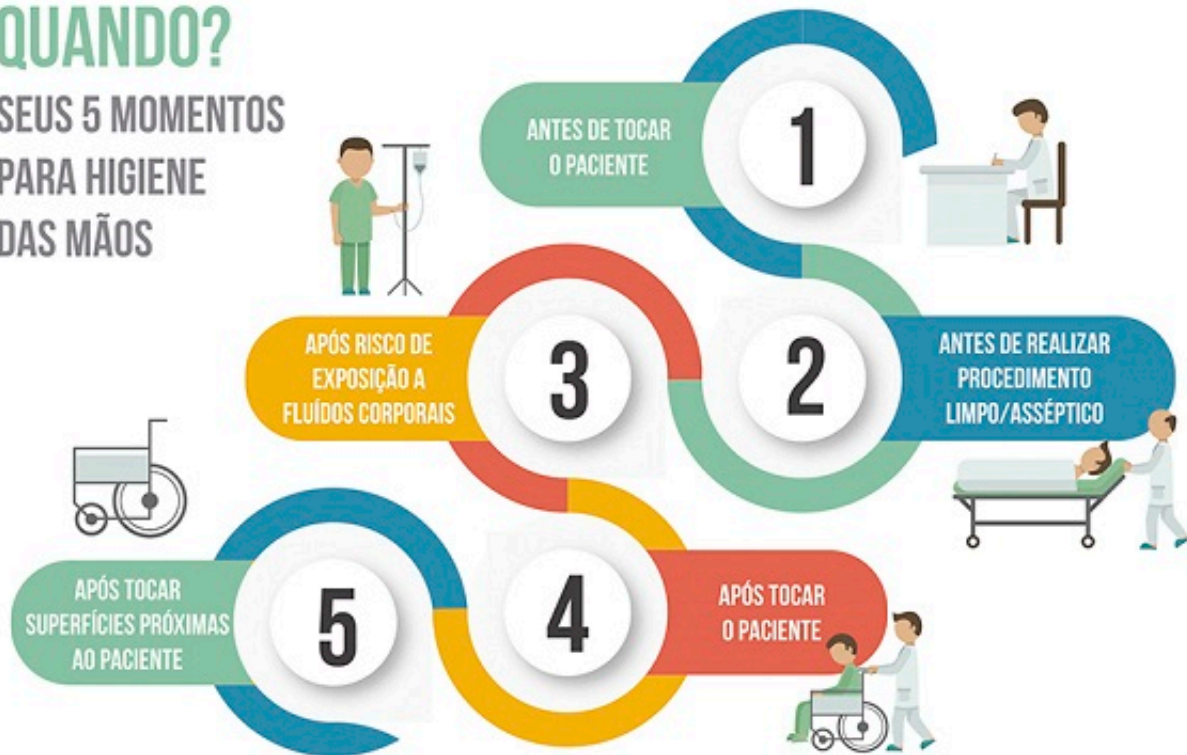 QUANDO?
SEUS 5 MOMENTOS
PARA HIGIENE
DAS MÃOS
1
ANTES DE TOCAR
O PACIENTE
2
ANTES DE REALIZAR
PROCEDIMENTO
LIMPO/ASSÉPTICO
3
APÓS RISCO DE
EXPOSIÇÃO A
FLUÍDOS CORPORAIS
4
APÓS TOCAR
O PACIENTE
5
APÓS TOCAR
SUPERFÍCIES PRÓXIMAS
AO PACIENTE